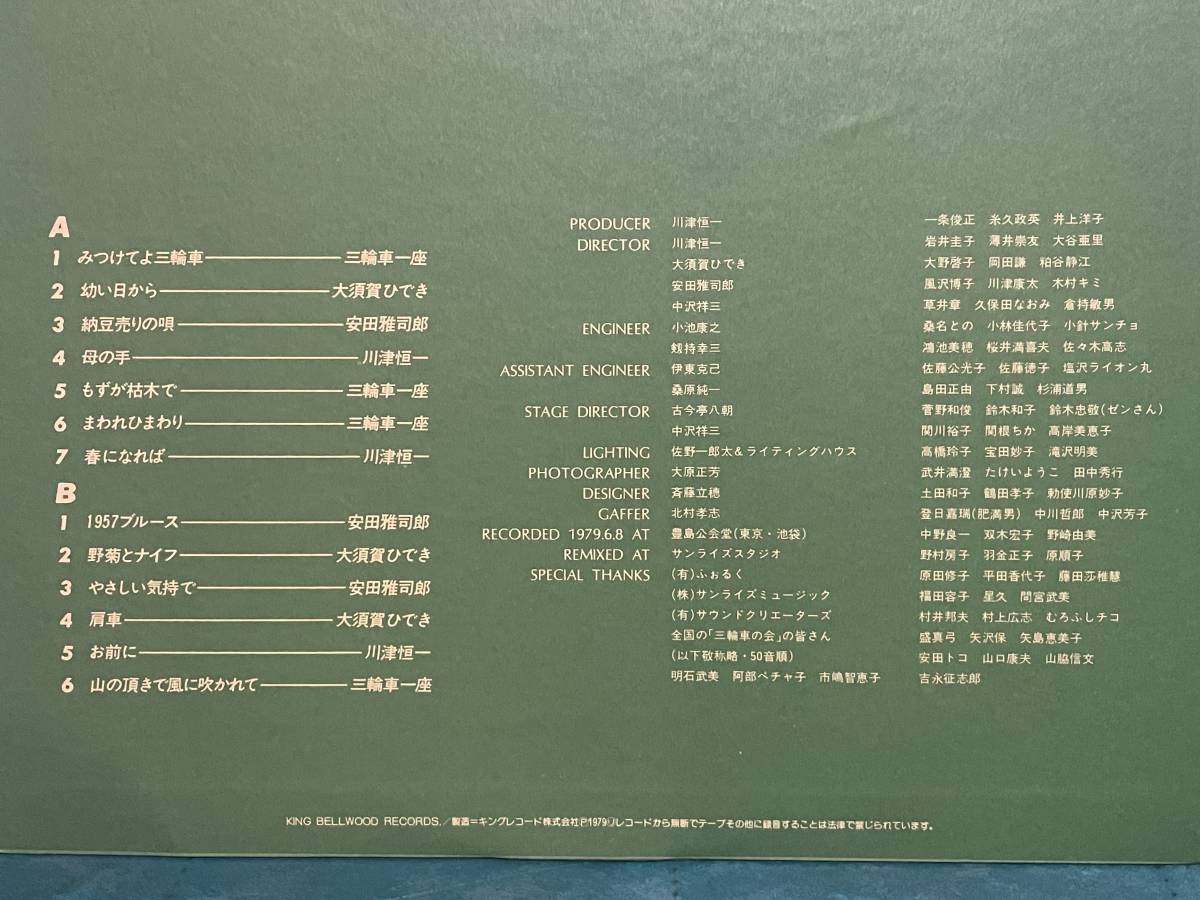 A
1 みつけてよ三輪車――三輪車一座
2 幼い日から――大須賀ひでき
3 納豆売りの唄――安田雅司郎
4 母の手――川津恒一
5 もずが枯木で――三輪車一座
6 まわれひまわり――三輪車一座
7 春になれば――川津恒一
B
1 1957ブルース――安田雅司郎
2 野菊とナイフ――大須賀ひでき
3 やさしい気持で――安田雅司郎
4 肩車――大須賀ひでき
5 お前に――川津恒一
6 山の頂きで風に吹かれて――三輪車一座
PRODUCER 川津恒一
DIRECTOR 川津恒一
大須賀ひでき
安田雅司郎
中沢祥三
ENGINEER 小池康之
剱持幸三
ASSISTANT ENGINEER 伊東克己
桑原純一
STAGE DIRECTOR 古今亭八朝
中沢祥三
LIGHTING 佐野一郎太&ライティングハウス
PHOTOGRAPHER 大原正芳
DESIGNER 斉藤立穂
GAFFER 北村孝志
RECORDED 1979.6.8 AT 豊島公会堂(東京・池袋)
REMIXED AT サンライズスタジオ
SPECIAL THANKS (有)ふぉるく
(株)サンライズミュージック
(有)サウンドクリエーターズ
全国の「三輪車の会」の皆さん
(以下敬称略・50音順)
明石武美 阿部ペチャ子 市嶋智恵子
一条俊正 糸久政英 井上洋子
岩井圭子 薄井崇友 大谷亜里
大野啓子 岡田謙 粕谷静江
風沢博子 川津康太 木村キミ
草井章 久保田なおみ 倉持敏男
桑名との 小林佳代子 小針サンチョ
鴻池美穂 桜井満喜夫 佐々木高志
佐藤公光子 佐藤徳子 塩沢ライオン丸
島田正由 下村誠 杉浦道男
菅野和俊 鈴木和子 鈴木忠敬(ゼンさん)
関川裕子 関根ちか 高岸美恵子
高橋玲子 宝田妙子 滝沢明美
武井満澄 たけいようこ 田中秀行
土田和子 鶴田孝子 勅使川原妙子
登日嘉瑞(肥満男) 中川哲郎 中沢芳子
中野良一 双木宏子 野崎由美
野村房子 羽金正子 原順子
原田修子 平田香代子 藤田莎稚慧
福田容子 星久 間宮武美
村井邦夫 村上広志 むろふしチコ
盛真弓 矢沢保 矢島恵美子
安田トコ 山口康夫 山脇信文
吉永征志郎
KING BELLWOOD RECORDS./製造=キングレコード株式会社Ⓟ1979Ⓨレコードから無断でテープその他に録音することは法律で禁じられています。